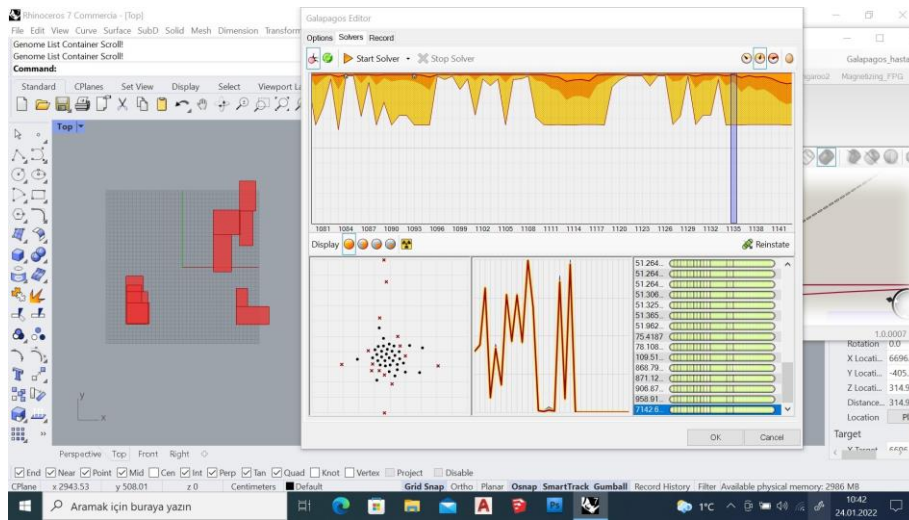 Rhinoceros 7 Commercia - [Top]
File Edit View Curve Surface SubD Solid Mesh Dimension Transform
Genome List Container Scroll!
Genome List Container Scroll!
Command:
Standard CPlanes Set View Display Select Viewport La
Top
y
x
Perspective Top Front Right
End Near Point Mid Cen Int Perp Tan Quad Knot Vertex Project Disable
CPlane x 2943.53 y 508.01 z 0 Centimeters Default Grid Snap Ortho Planar Osnap SmartTrack Gumball Record History Filter Available physical memory: 2986 MB
Galapagos Editor
Options Solvers Record
Start Solver Stop Solver
1081 1084 1087 1090 1093 1096 1099 1102 1105 1108 1111 1114 1117 1120 1123 1126 1129 1132 1135 1138 1141
Display Reinstate
51.264...
51.264...
51.264...
51.306...
51.325...
51.365...
51.962...
75.4187
78.108...
109.51...
868.79...
871.12...
906.87...
958.91...
7142.6...
OK Cancel
Galapagos_hasta
Magnetizing_FPG
1.0.0007
Rotation 0.0
X Locati... 6696
Y Locati... -405.
Z Locati... 314.9
Distance... 314.9
Location Pl
Target
Aramak için buraya yazın
1°C
10:42
24.01.2022